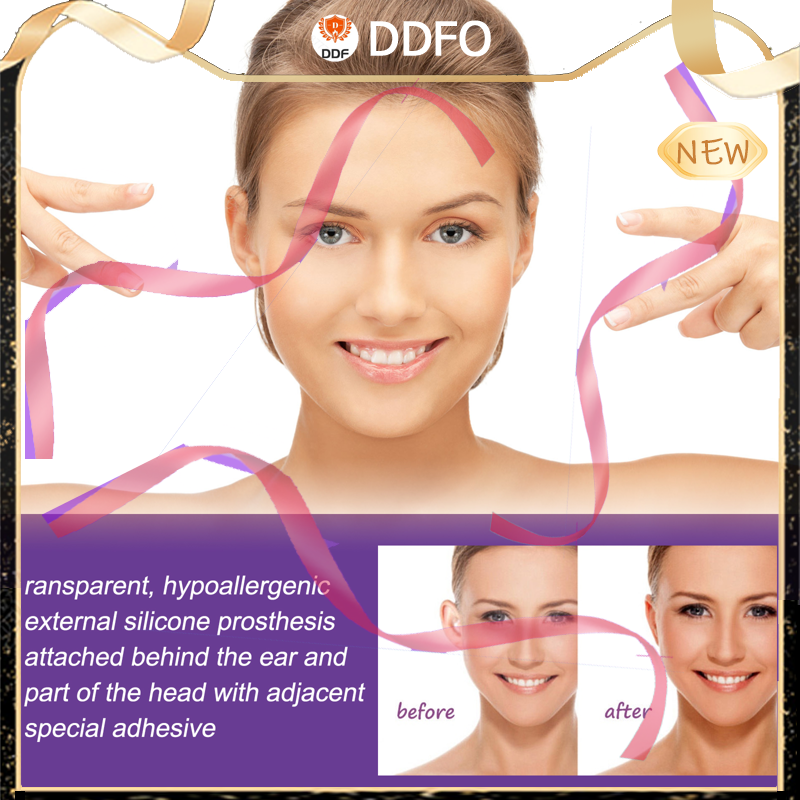 DDF
DDFO
NEW
ransparent, hypoallergenic
external silicone prosthesis
attached behind the ear and
part of the head with adjacent
special adhesive
before
after